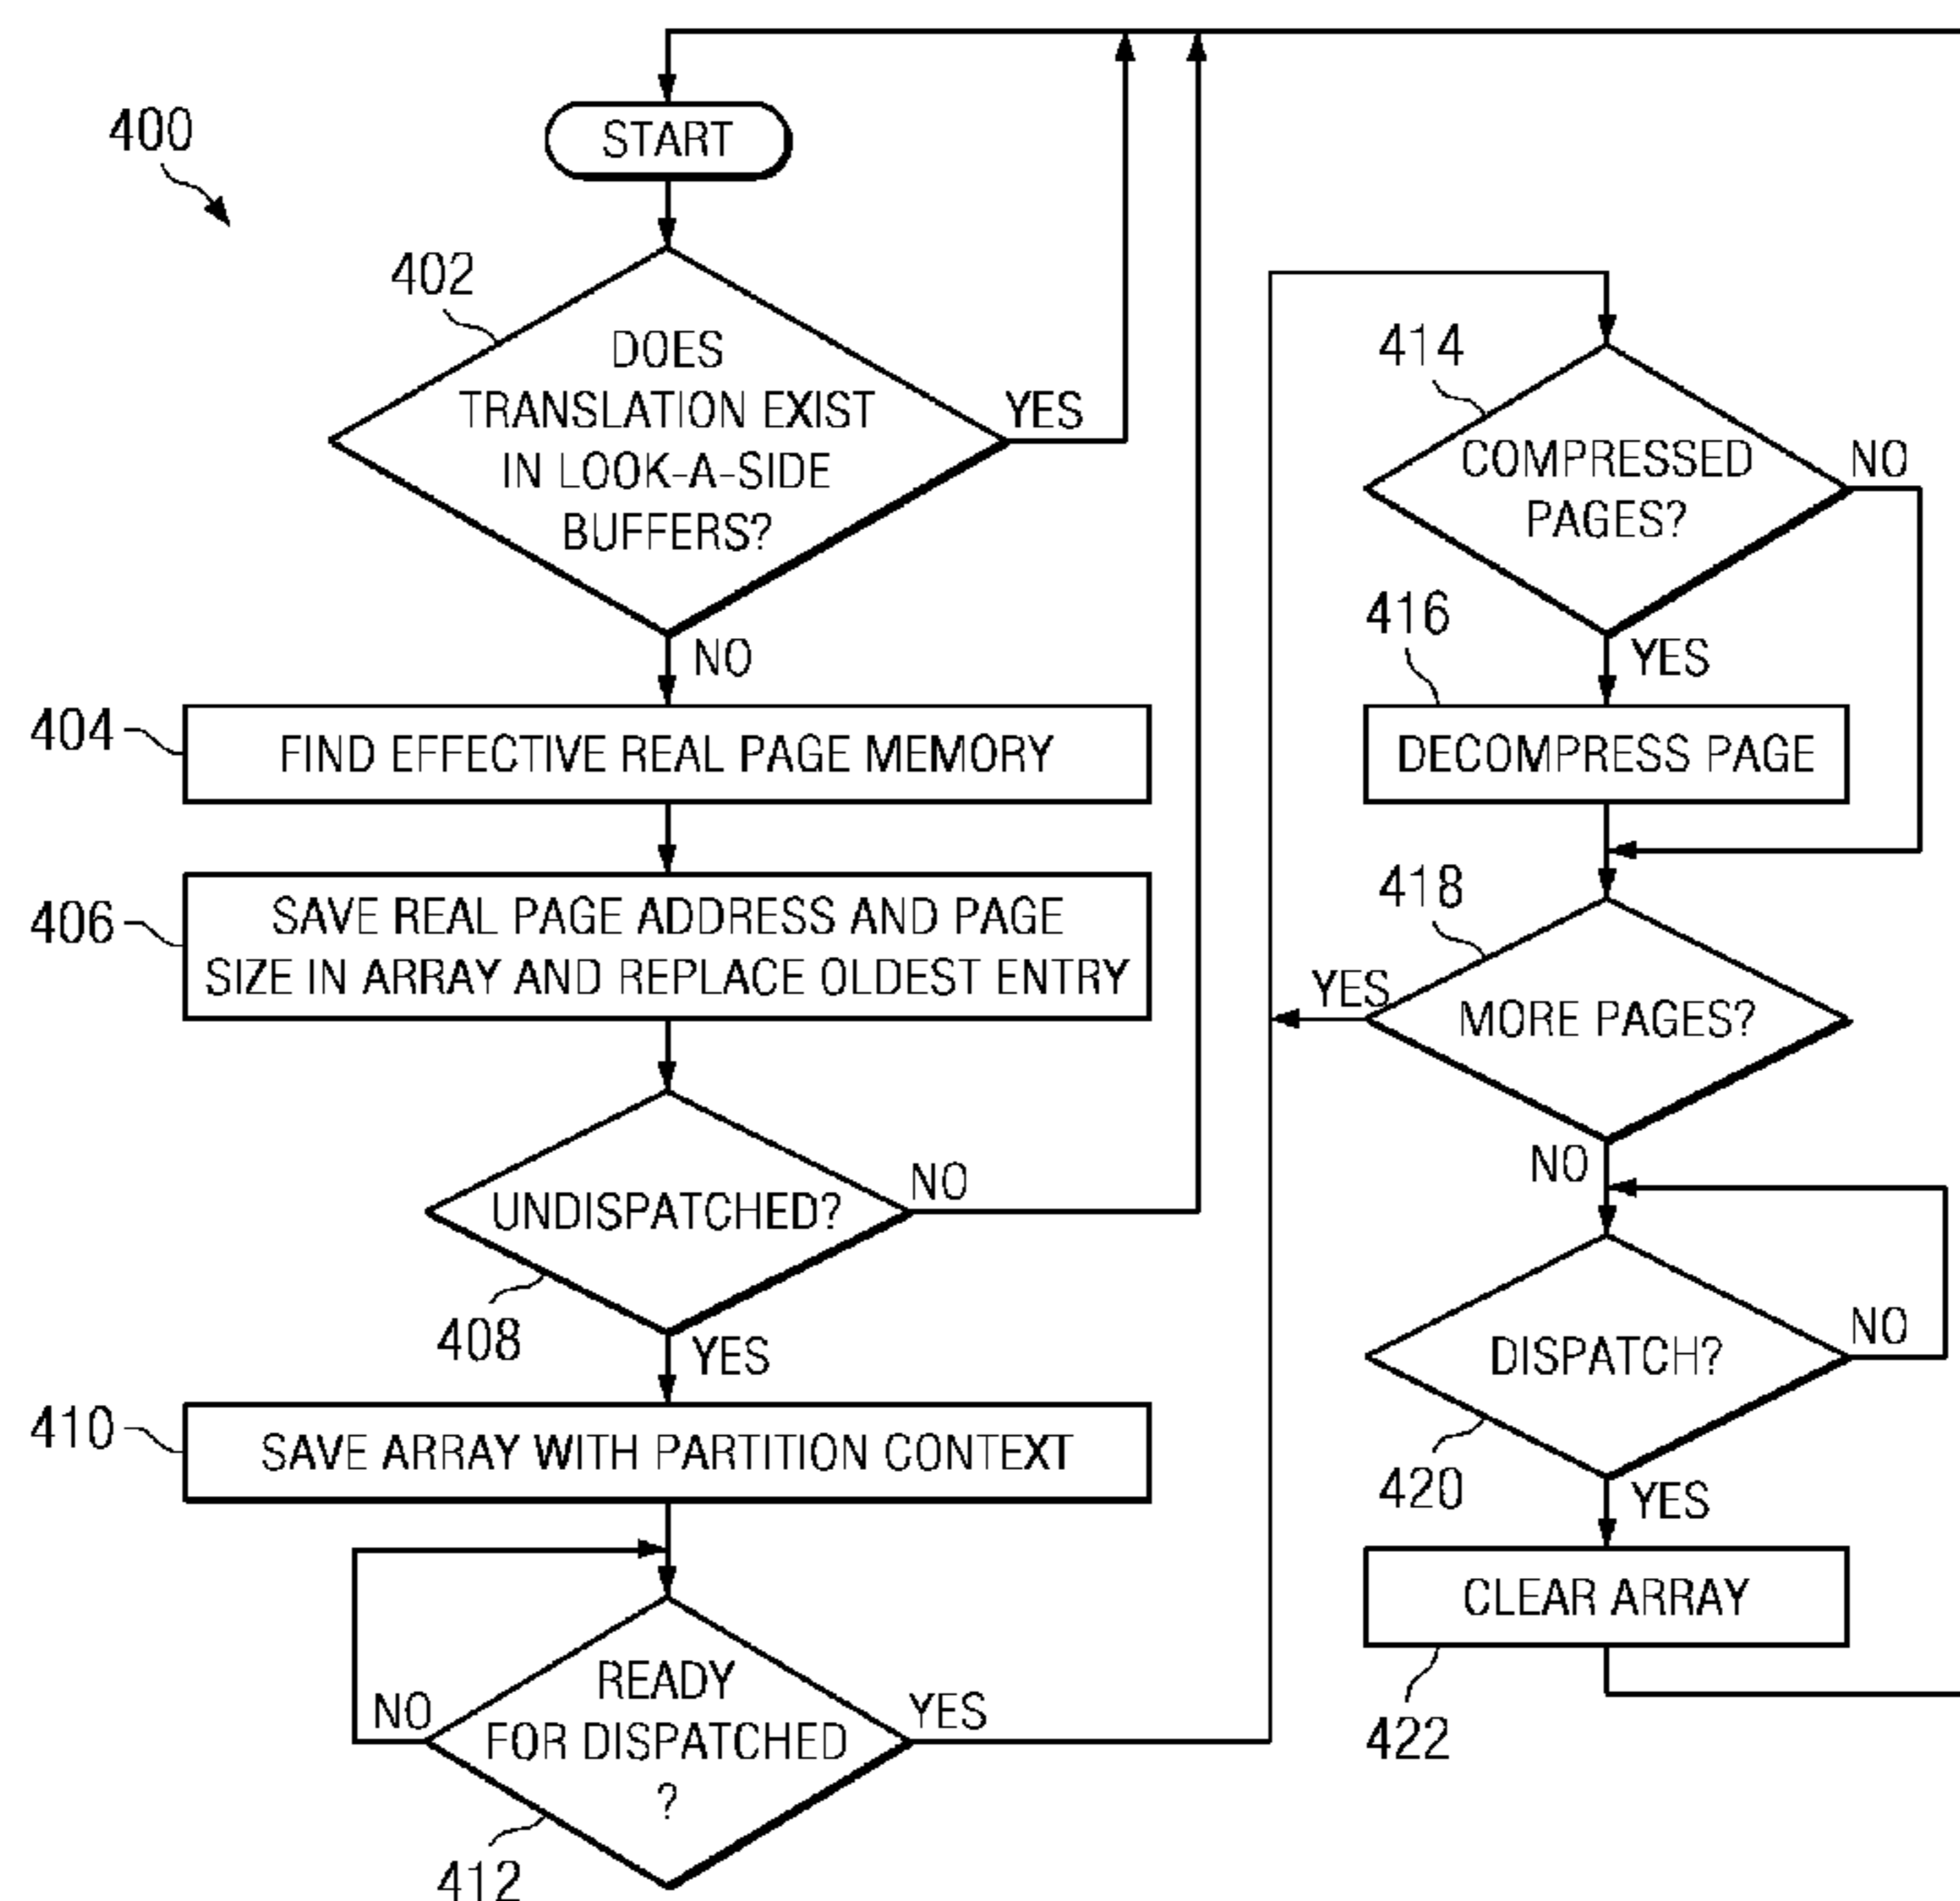 400
START
402
DOES
TRANSLATION EXIST
IN LOOK-A-SIDE
BUFFERS?
YES
NO
404
FIND EFFECTIVE REAL PAGE MEMORY
406
SAVE REAL PAGE ADDRESS AND PAGE
SIZE IN ARRAY AND REPLACE OLDEST ENTRY
UNDISPATCHED?
NO
408
YES
410
SAVE ARRAY WITH PARTITION CONTEXT
READY
FOR DISPATCHED
?
NO
YES
412
414
COMPRESSED
PAGES?
NO
YES
416
DECOMPRESS PAGE
418
MORE PAGES?
YES
NO
DISPATCH?
NO
420
YES
CLEAR ARRAY
422